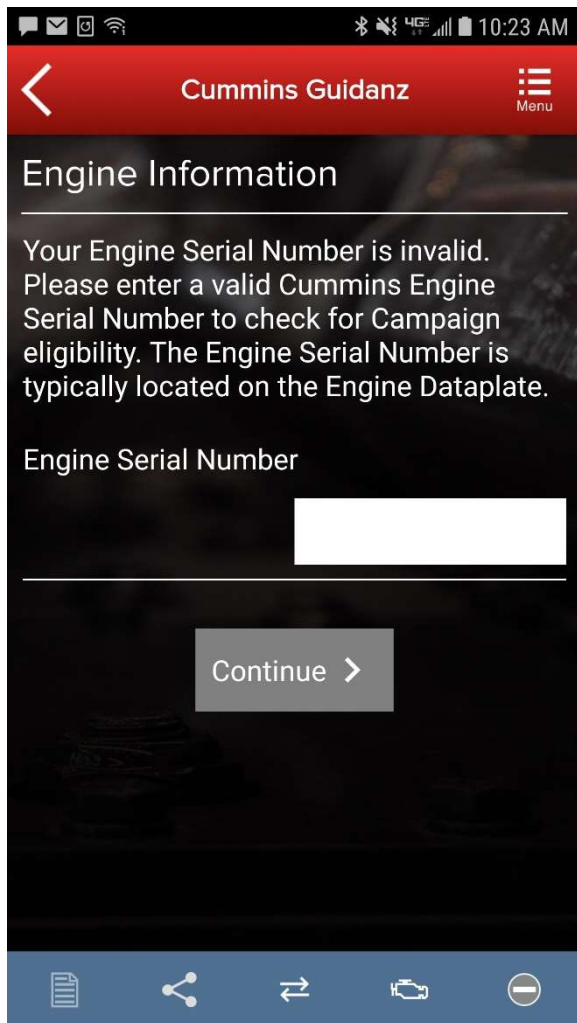 4G 10:23 AM
Cummins Guidanz
Menu
Engine Information
Your Engine Serial Number is invalid.
Please enter a valid Cummins Engine
Serial Number to check for Campaign
eligibility. The Engine Serial Number is
typically located on the Engine Dataplate.
Engine Serial Number
Continue